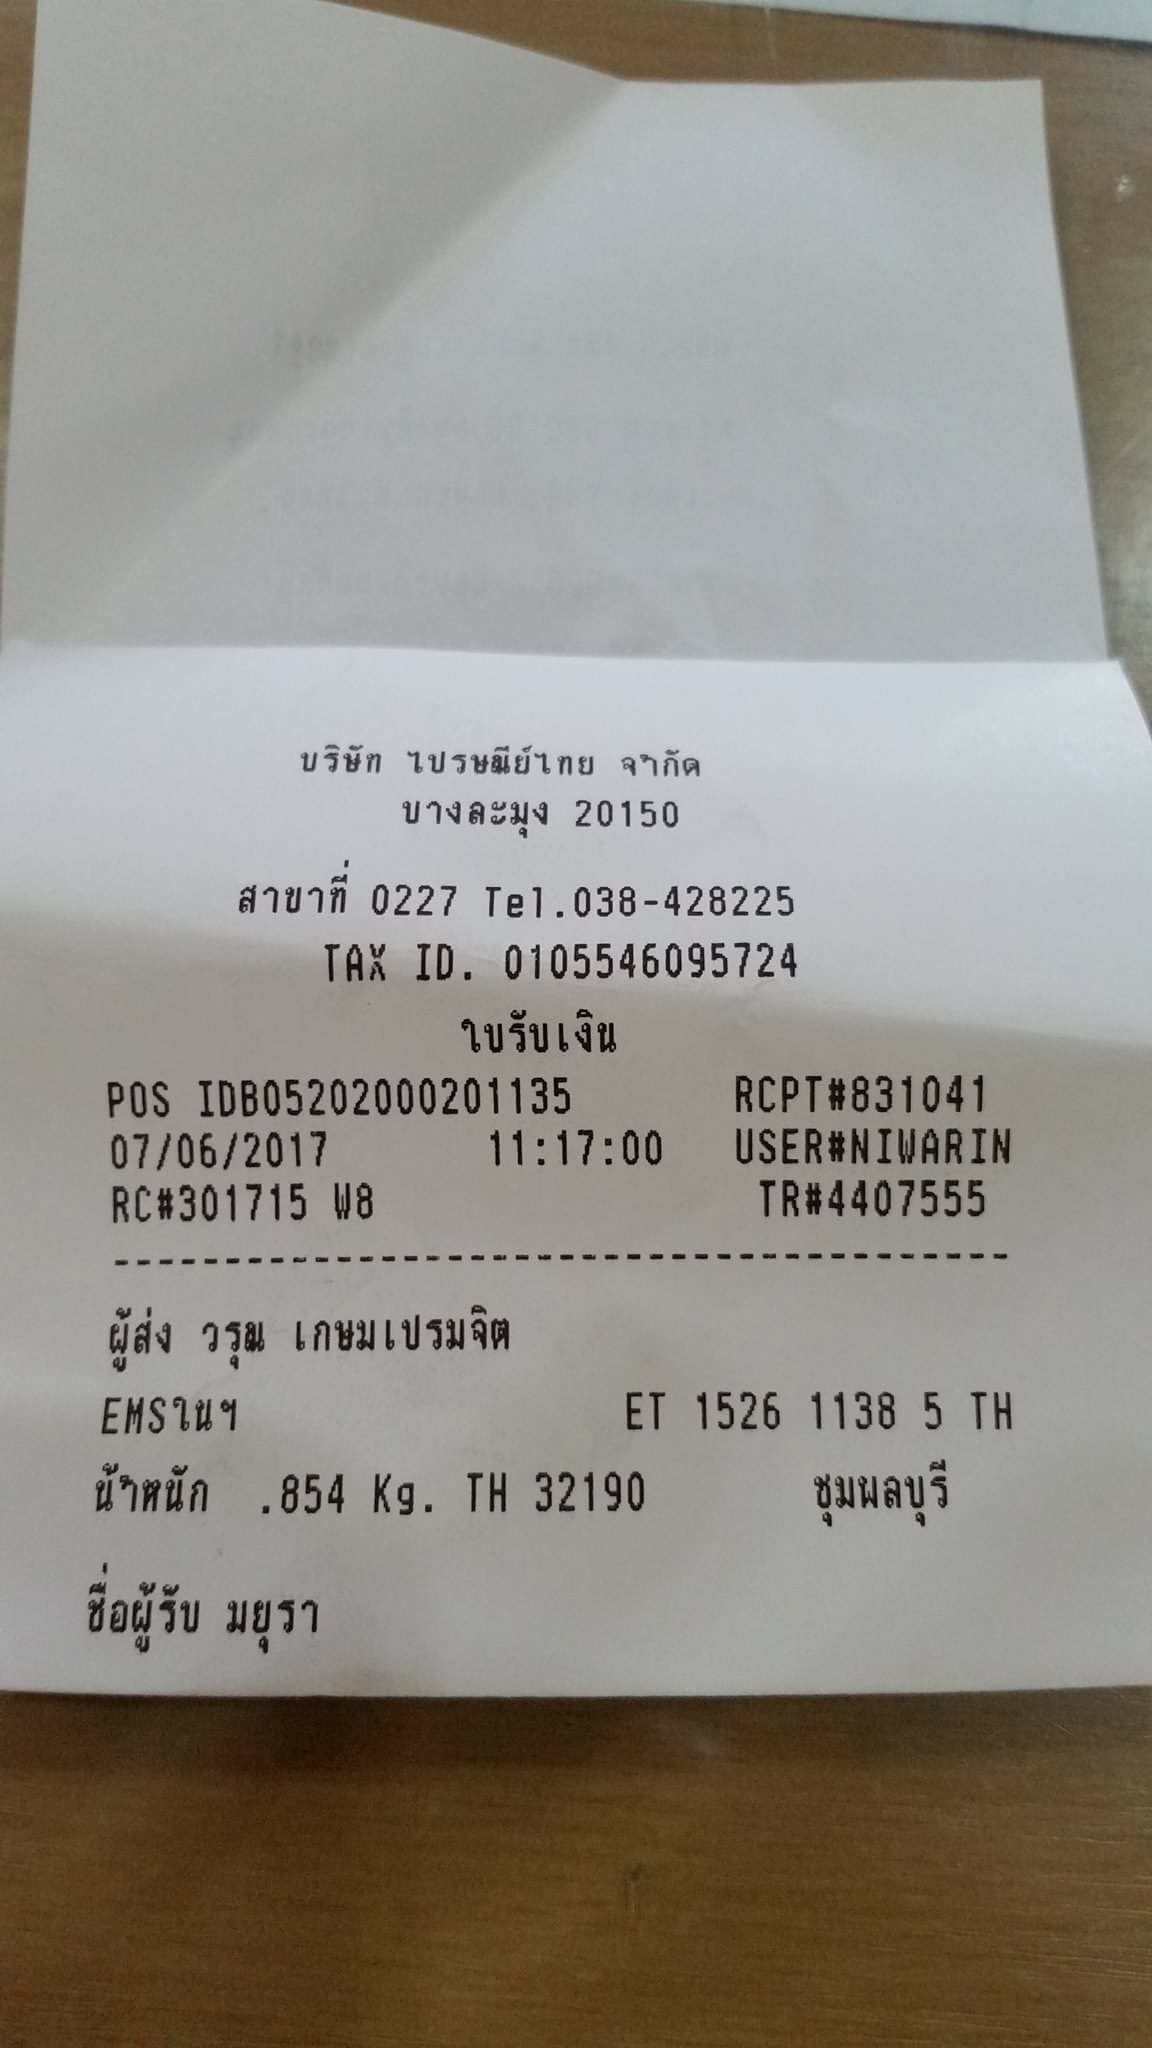 บริษัท ไปรษณีย์ไทย จำกัด
บางละมุง 20150
สาขาที่ 0227 Tel.038-428225
TAX ID. 0105546095724
ใบรับเงิน
POS IDB05202000201135 RCPT#831041
07/06/2017 11:17:00 USER#NIWARIN
RC#301715 W8 TR#4407555
ผู้ส่ง วรุณ เกษมเปรมจิต
EMSในฯ ET 1526 1138 5 TH
น้ำหนัก .854 Kg. TH 32190 ชุมพลบุรี
ชื่อผู้รับ มยุรา